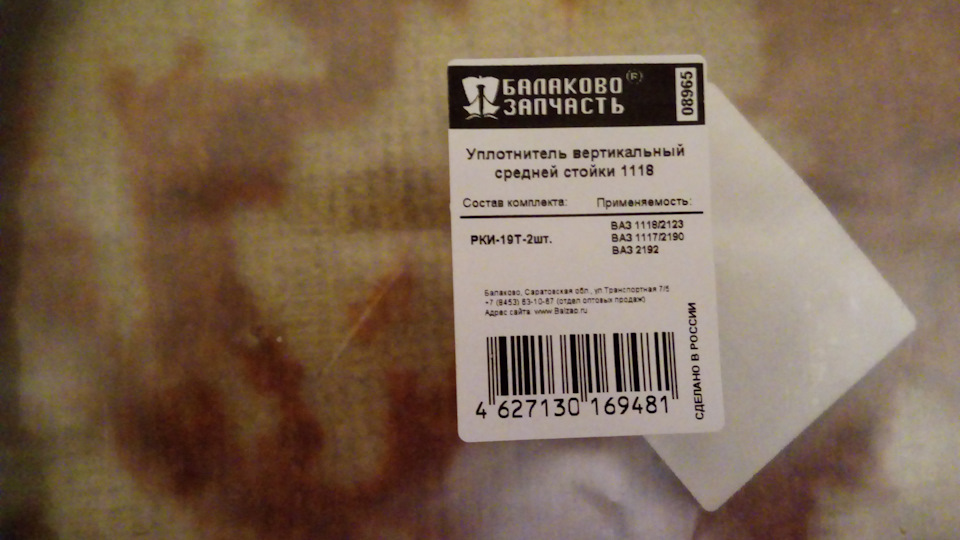 БАЛАКОВО ®
ЗАПЧАСТЬ
08965
Уплотнитель вертикальный
средней стойки 1118
Состав комплекта: Применяемость:
РКИ-19Т-2шт.
ВАЗ 1118/2123
ВАЗ 1117/2190
ВАЗ 2192
Балаково, Саратовская обл., ул Транспортная 7/5
+7 (8453) 63-10-67 (отдел оптовых продаж)
Адрес сайта: www.Balzap.ru
СДЕЛАНО В РОССИИ
4 627130 169481